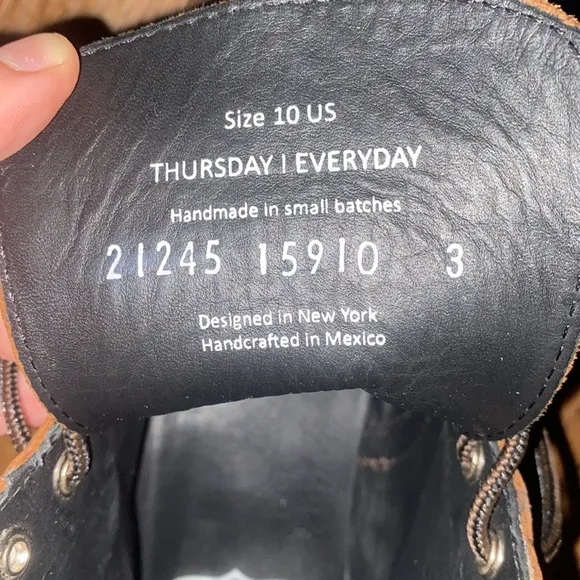 Size 10 US
THURSDAY | EVERYDAY
Handmade in small batches
21245 15910 3
Designed in New York
Handcrafted in Mexico